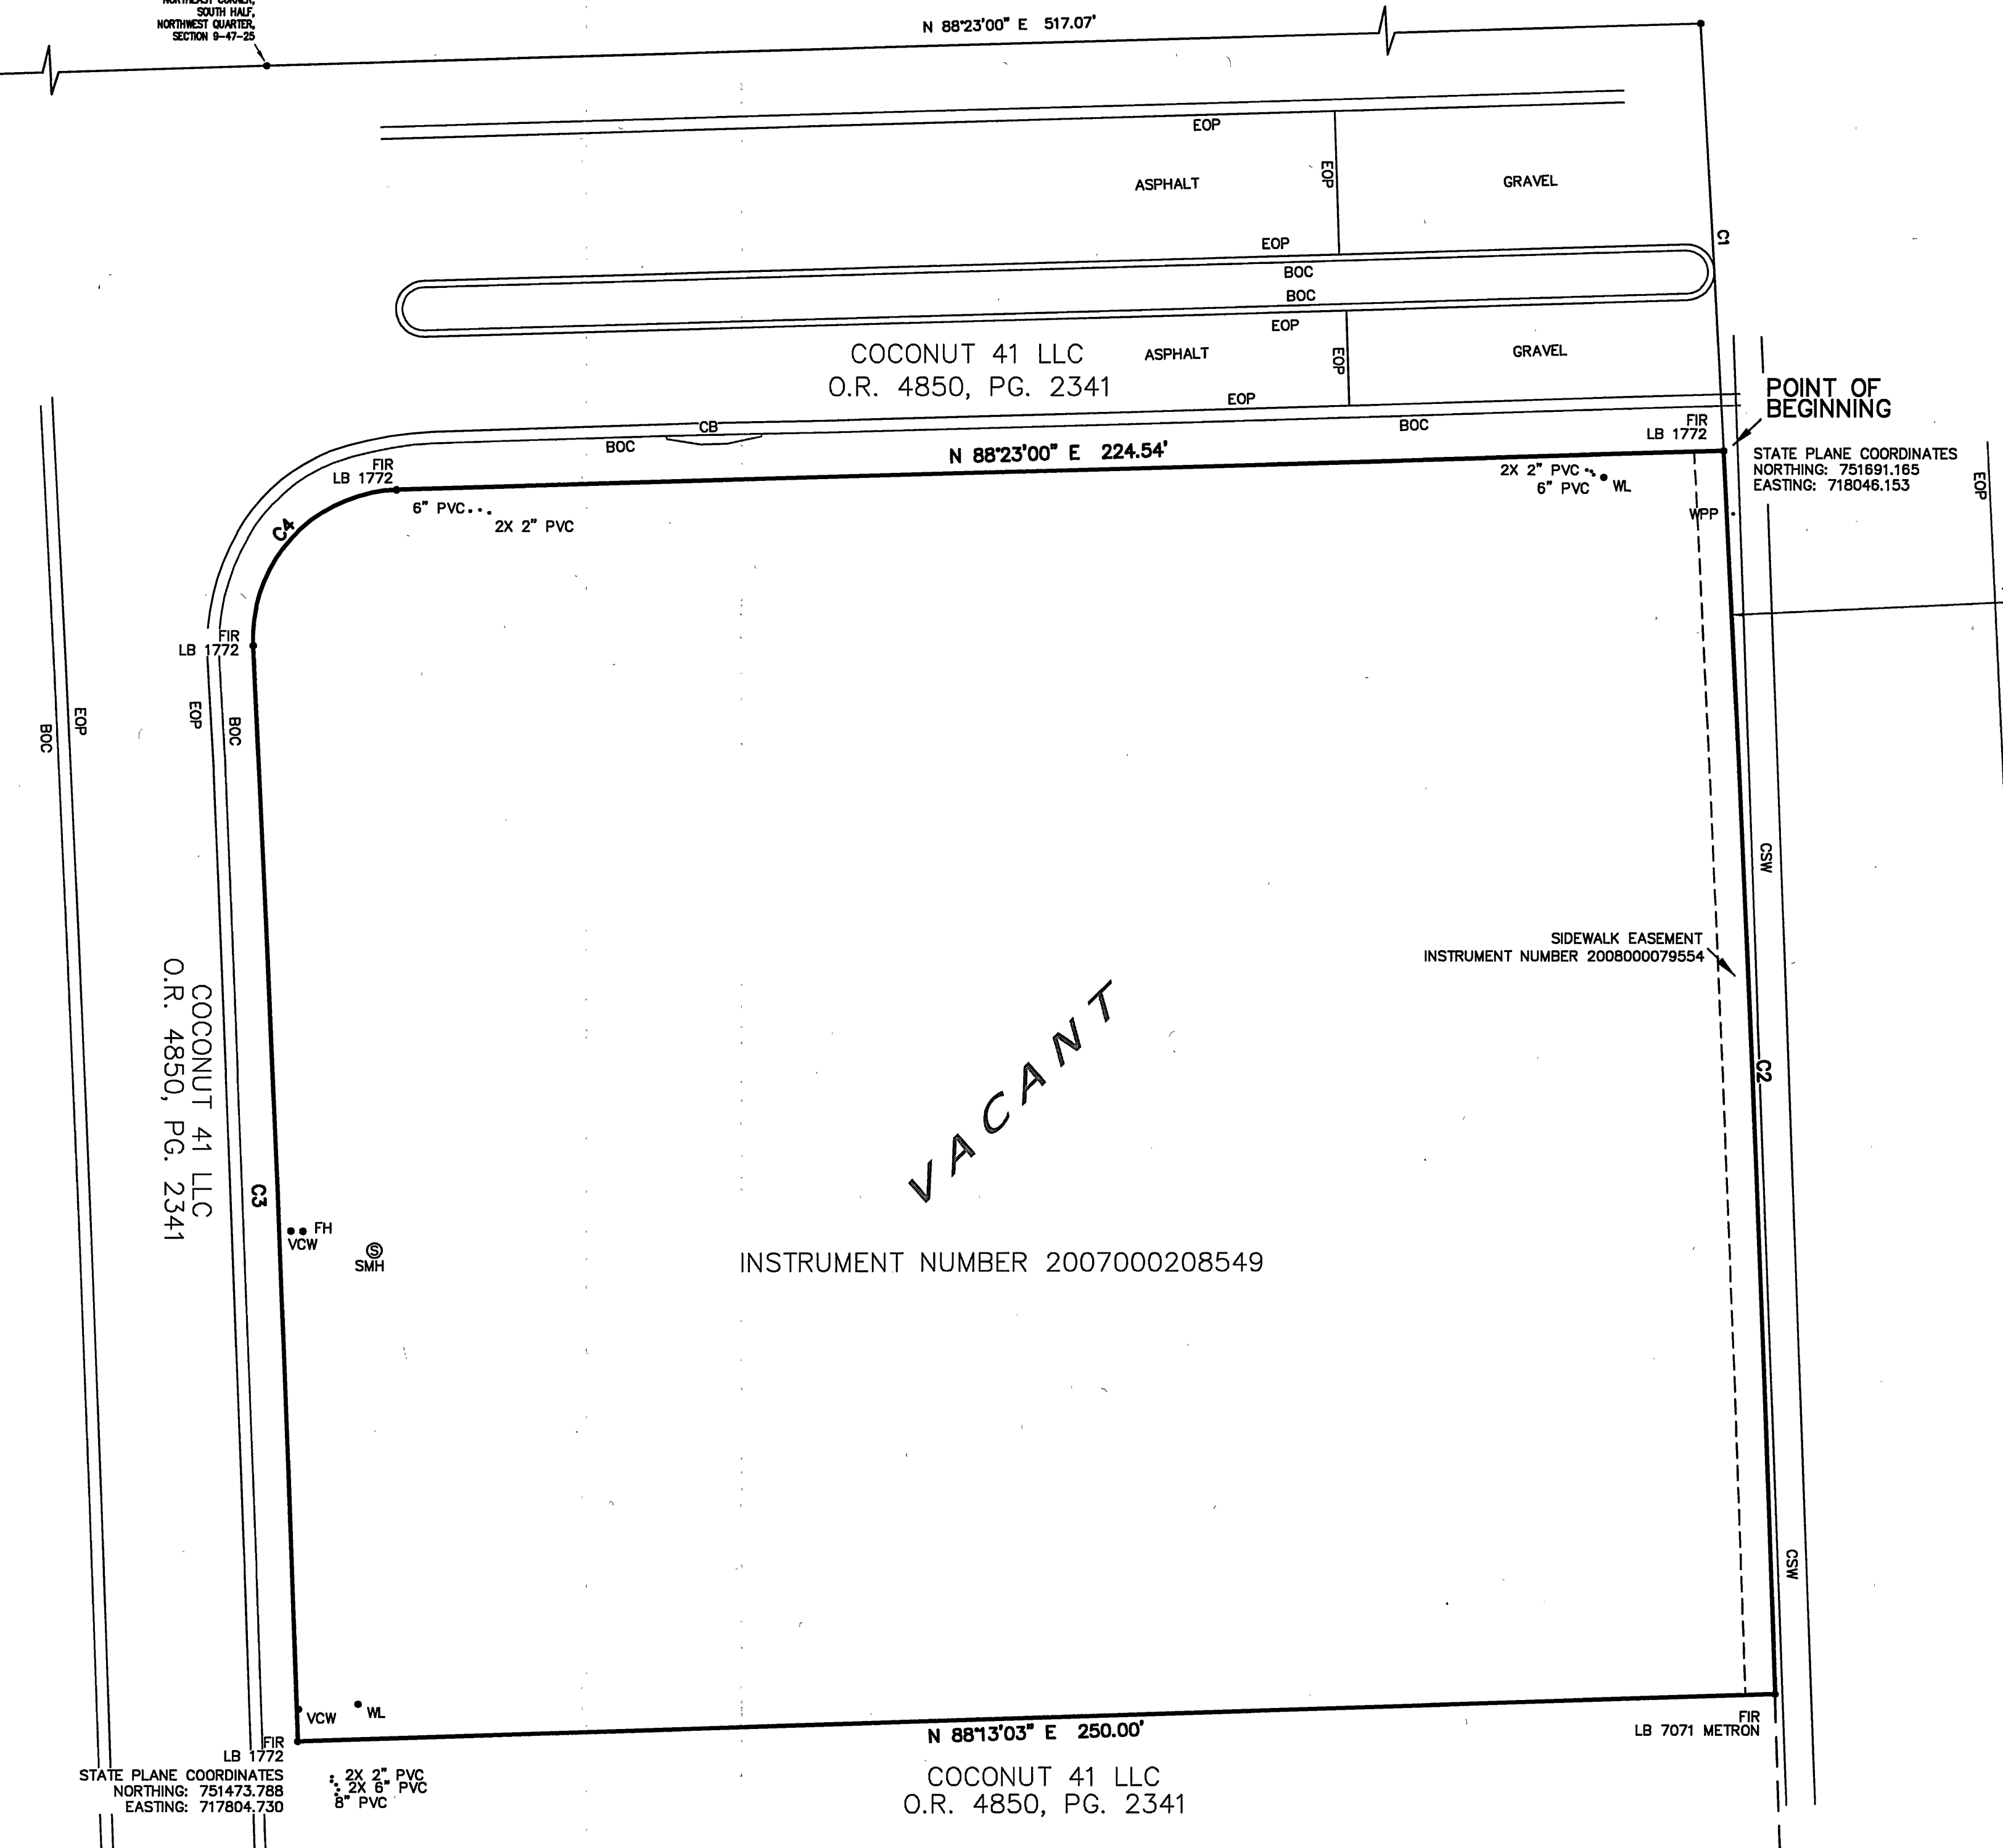 NORTHEAST CORNER,
SOUTH HALF,
NORTHWEST QUARTER,
SECTION 9-47-25
N 88°23'00" E 517.07'
EOP
ASPHALT
EOP
GRAVEL
C1
EOP
BOC
BOC
EOP
COCONUT 41 LLC
O.R. 4850, PG. 2341
ASPHALT
EOP
GRAVEL
EOP
POINT OF
BEGINNING
CB
BOC
BOC
FIR
LB 1772
N 88°23'00" E 224.54'
FIR
LB 1772
STATE PLANE COORDINATES
NORTHING: 751691.165
EASTING: 718046.153
EOP
2X 2" PVC
6" PVC
WL
6" PVC
2X 2" PVC
WPP
C4
FIR
LB 1772
EOP
BOC
EOP
BOC
CSW
SIDEWALK EASEMENT
INSTRUMENT NUMBER 2008000079554
VACANT
C2
COCONUT 41 LLC
O.R. 4850, PG. 2341
C3
FH
VCW
S
SMH
INSTRUMENT NUMBER 2007000208549
CSW
VCW
WL
N 88°13'03" E 250.00'
FIR
LB 7071 METRON
FIR
LB 1772
STATE PLANE COORDINATES
NORTHING: 751473.788
EASTING: 717804.730
2X 2" PVC
2X 6" PVC
8" PVC
COCONUT 41 LLC
O.R. 4850, PG. 2341